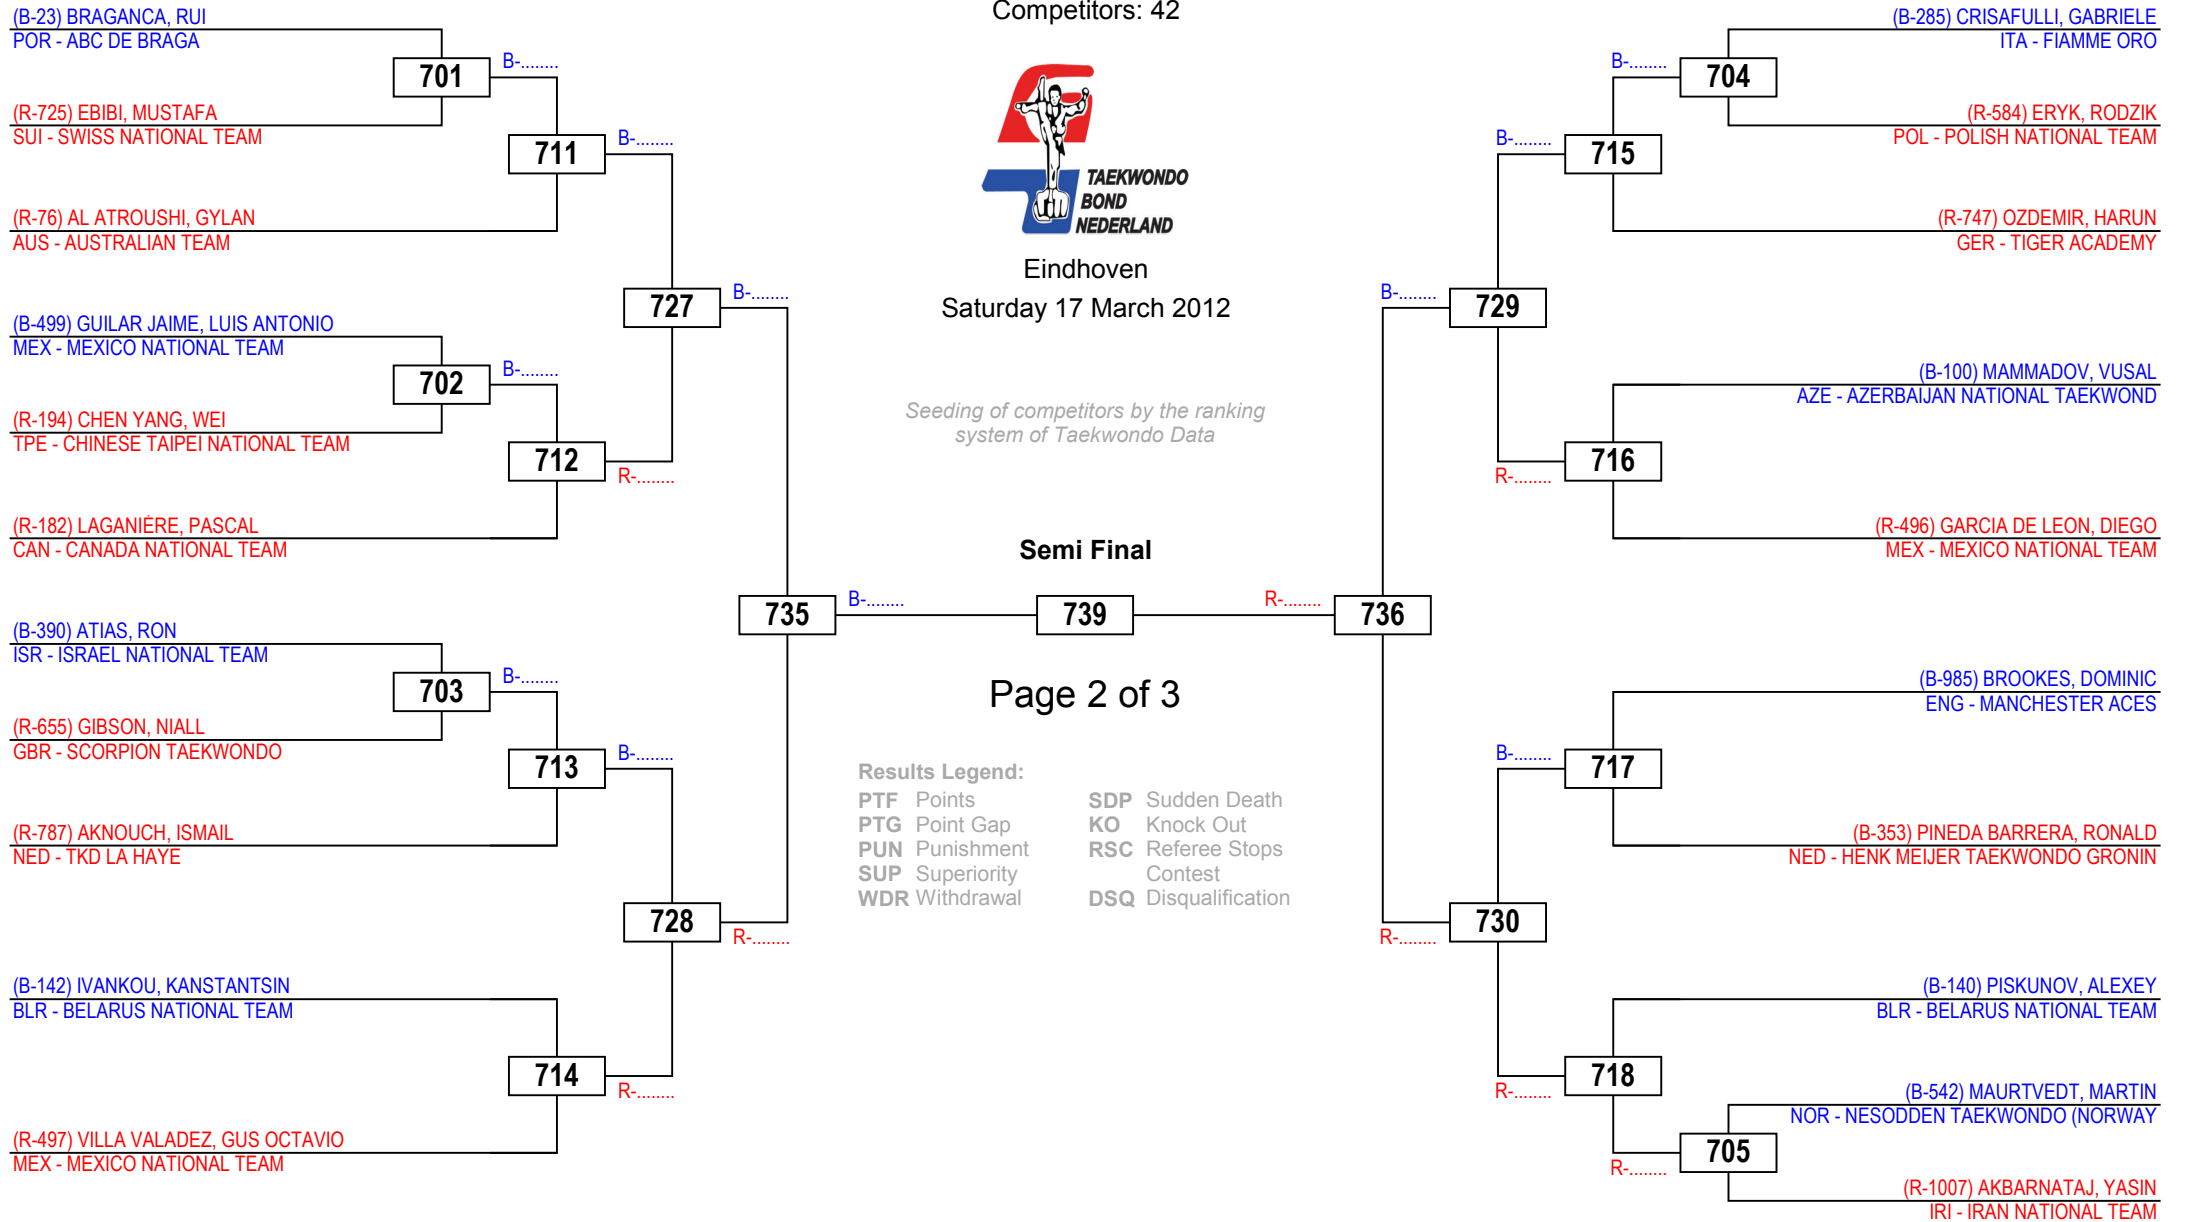 (B-23) BRAGANCA, RUI
POR - ABC DE BRAGA
701
B-........
(R-725) EBIBI, MUSTAFA
SUI - SWISS NATIONAL TEAM
711
B-........
(R-76) AL ATROUSHI, GYLAN
AUS - AUSTRALIAN TEAM
727
B-........
(B-499) GUILAR JAIME, LUIS ANTONIO
MEX - MEXICO NATIONAL TEAM
702
B-........
(R-194) CHEN YANG, WEI
TPE - CHINESE TAIPEI NATIONAL TEAM
712
R-........
(R-182) LAGANIÈRE, PASCAL
CAN - CANADA NATIONAL TEAM
735
B-........
(B-390) ATIAS, RON
ISR - ISRAEL NATIONAL TEAM
703
B-........
(R-655) GIBSON, NIALL
GBR - SCORPION TAEKWONDO
713
B-........
(R-787) AKNOUCH, ISMAIL
NED - TKD LA HAYE
728
R-........
(B-142) IVANKOU, KANSTANTSIN
BLR - BELARUS NATIONAL TEAM
714
R-........
(R-497) VILLA VALADEZ, GUS OCTAVIO
MEX - MEXICO NATIONAL TEAM
Competitors: 42
TAEKWONDO
BOND
NEDERLAND
Eindhoven
Saturday 17 March 2012
Seeding of competitors by the ranking
system of Taekwondo Data
Semi Final
739
Page 2 of 3
Results Legend:
PTF Points
PTG Point Gap
PUN Punishment
SUP Superiority
WDR Withdrawal
SDP Sudden Death
KO Knock Out
RSC Referee Stops
Contest
DSQ Disqualification
(B-285) CRISAFULLI, GABRIELE
ITA - FIAMME ORO
B-........
704
(R-584) ERYK, RODZIK
POL - POLISH NATIONAL TEAM
B-........
715
(R-747) OZDEMIR, HARUN
GER - TIGER ACADEMY
B-........
729
(B-100) MAMMADOV, VUSAL
AZE - AZERBAIJAN NATIONAL TAEKWOND
R-........
716
(R-496) GARCIA DE LEON, DIEGO
MEX - MEXICO NATIONAL TEAM
R-........
736
(B-985) BROOKES, DOMINIC
ENG - MANCHESTER ACES
B-........
717
(B-353) PINEDA BARRERA, RONALD
NED - HENK MEIJER TAEKWONDO GRONIN
R-........
730
(B-140) PISKUNOV, ALEXEY
BLR - BELARUS NATIONAL TEAM
R-........
718
(B-542) MAURTVEDT, MARTIN
NOR - NESODDEN TAEKWONDO (NORWAY
R-........
705
(R-1007) AKBARNATAJ, YASIN
IRI - IRAN NATIONAL TEAM